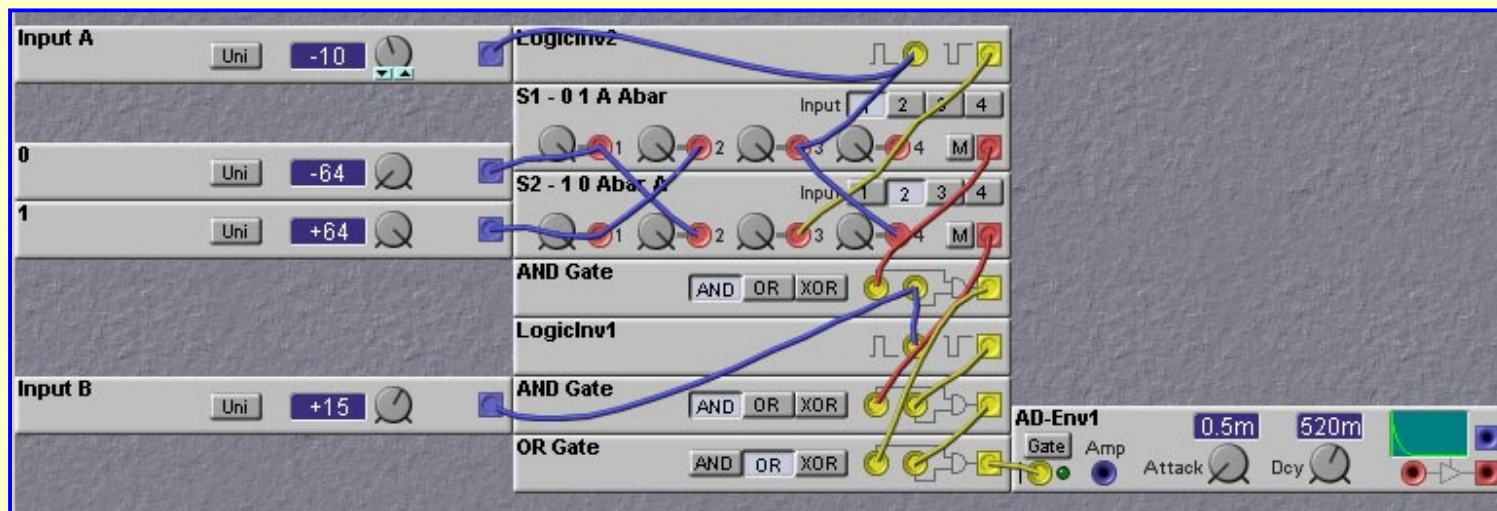 Input A
Uni -10
LogicInv2
S1 - 0 1 A Abar
Input 1 2 3 4
1 2 3 4 M
0
Uni -64
S2 - 1 0 Abar A
Input 1 2 3 4
1
Uni +64
1 2 3 4 M
AND Gate
AND OR XOR
LogicInv1
Input B
Uni +15
AND Gate
AND OR XOR
OR Gate
AND OR XOR
AD-Env1
0.5m 520m
Gate Amp
Attack Dcy